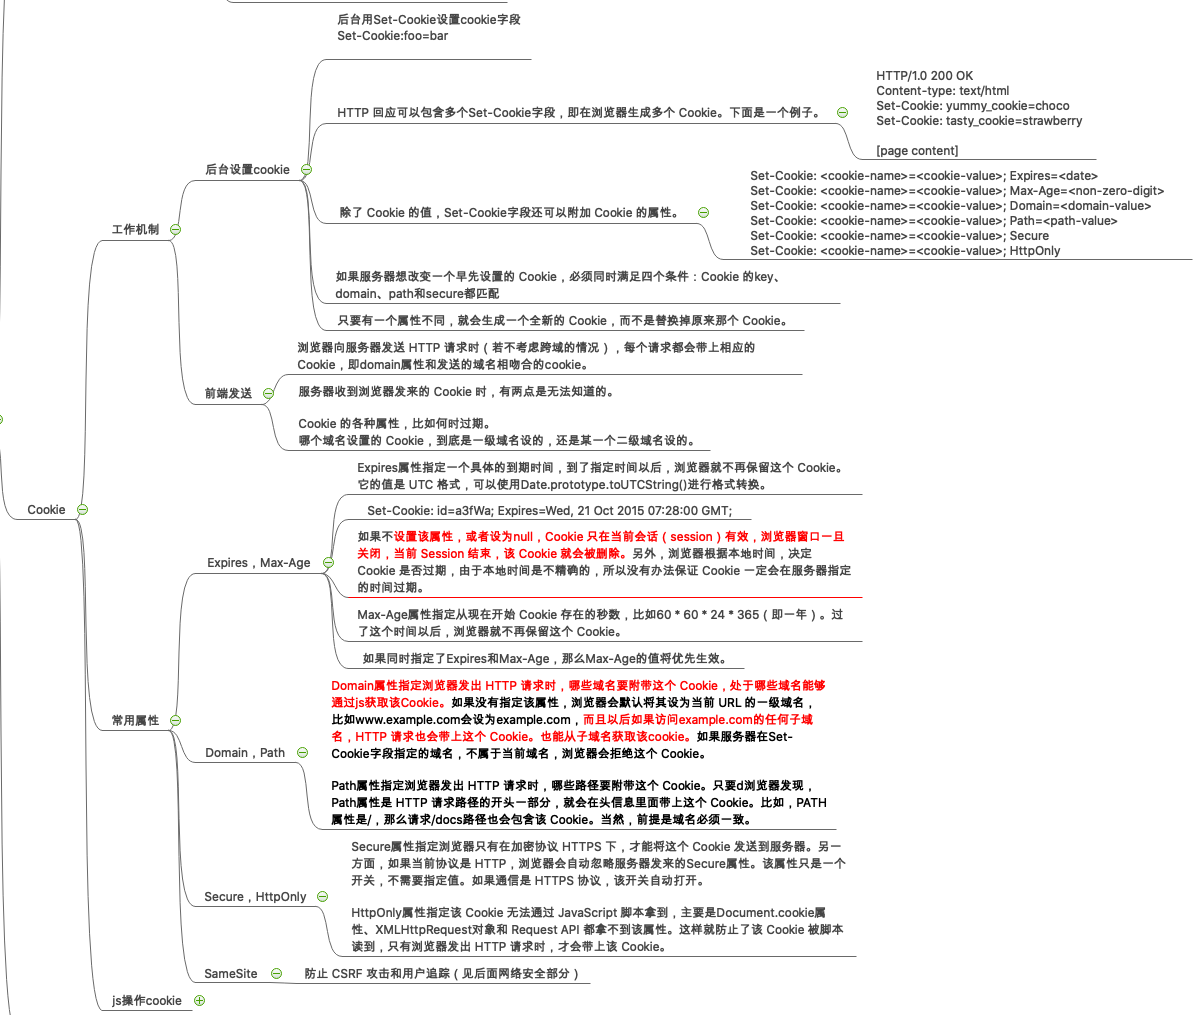 后台用Set-Cookie设置cookie字段
Set-Cookie:foo=bar
HTTP 回应可以包含多个Set-Cookie字段，即在浏览器生成多个 Cookie。下面是一个例子。
HTTP/1.0 200 OK
Content-type: text/html
Set-Cookie: yummy_cookie=choco
Set-Cookie: tasty_cookie=strawberry
[page content]
后台设置cookie
除了 Cookie 的值，Set-Cookie字段还可以附加 Cookie 的属性。
Set-Cookie: <cookie-name>=<cookie-value>; Expires=<date>
Set-Cookie: <cookie-name>=<cookie-value>; Max-Age=<non-zero-digit>
Set-Cookie: <cookie-name>=<cookie-value>; Domain=<domain-value>
Set-Cookie: <cookie-name>=<cookie-value>; Path=<path-value>
Set-Cookie: <cookie-name>=<cookie-value>; Secure
Set-Cookie: <cookie-name>=<cookie-value>; HttpOnly
工作机制
如果服务器想改变一个早先设置的 Cookie，必须同时满足四个条件：Cookie 的key、
domain、path和secure都匹配
只要有一个属性不同，就会生成一个全新的 Cookie，而不是替换掉原来那个 Cookie。
浏览器向服务器发送 HTTP 请求时（若不考虑跨域的情况），每个请求都会带上相应的
Cookie，即domain属性和发送的域名相吻合的cookie。
前端发送
服务器收到浏览器发来的 Cookie 时，有两点是无法知道的。
Cookie 的各种属性，比如何时过期。
哪个域名设置的 Cookie，到底是一级域名设的，还是某一个二级域名设的。
Cookie
Expires属性指定一个具体的到期时间，到了指定时间以后，浏览器就不再保留这个 Cookie。
它的值是 UTC 格式，可以使用Date.prototype.toUTCString()进行格式转换。
Set-Cookie: id=a3fWa; Expires=Wed, 21 Oct 2015 07:28:00 GMT;
Expires，Max-Age
如果不设置该属性，或者设为null，Cookie 只在当前会话（session）有效，浏览器窗口一旦
关闭，当前 Session 结束，该 Cookie 就会被删除。另外，浏览器根据本地时间，决定
Cookie 是否过期，由于本地时间是不精确的，所以没有办法保证 Cookie 一定会在服务器指定
的时间过期。
Max-Age属性指定从现在开始 Cookie 存在的秒数，比如60 * 60 * 24 * 365（即一年）。过
了这个时间以后，浏览器就不再保留这个 Cookie。
如果同时指定了Expires和Max-Age，那么Max-Age的值将优先生效。
常用属性
Domain属性指定浏览器发出 HTTP 请求时，哪些域名要附带这个 Cookie，处于哪些域名能够
通过js获取该Cookie。如果没有指定该属性，浏览器会默认将其设为当前 URL 的一级域名，
比如www.example.com会设为example.com，而且以后如果访问example.com的任何子域
名，HTTP 请求也会带上这个 Cookie。也能从子域名获取该cookie。如果服务器在Set-
Cookie字段指定的域名，不属于当前域名，浏览器会拒绝这个 Cookie。
Domain，Path
Path属性指定浏览器发出 HTTP 请求时，哪些路径要附带这个 Cookie。只要d浏览器发现，
Path属性是 HTTP 请求路径的开头一部分，就会在头信息里面带上这个 Cookie。比如，PATH
属性是/，那么请求/docs路径也会包含该 Cookie。当然，前提是域名必须一致。
Secure属性指定浏览器只有在加密协议 HTTPS 下，才能将这个 Cookie 发送到服务器。另一
方面，如果当前协议是 HTTP，浏览器会自动忽略服务器发来的Secure属性。该属性只是一个
开关，不需要指定值。如果通信是 HTTPS 协议，该开关自动打开。
Secure，HttpOnly
HttpOnly属性指定该 Cookie 无法通过 JavaScript 脚本拿到，主要是Document.cookie属
性、XMLHttpRequest对象和 Request API 都拿不到该属性。这样就防止了该 Cookie 被脚本
读到，只有浏览器发出 HTTP 请求时，才会带上该 Cookie。
SameSite
防止 CSRF 攻击和用户追踪（见后面网络安全部分）
js操作cookie